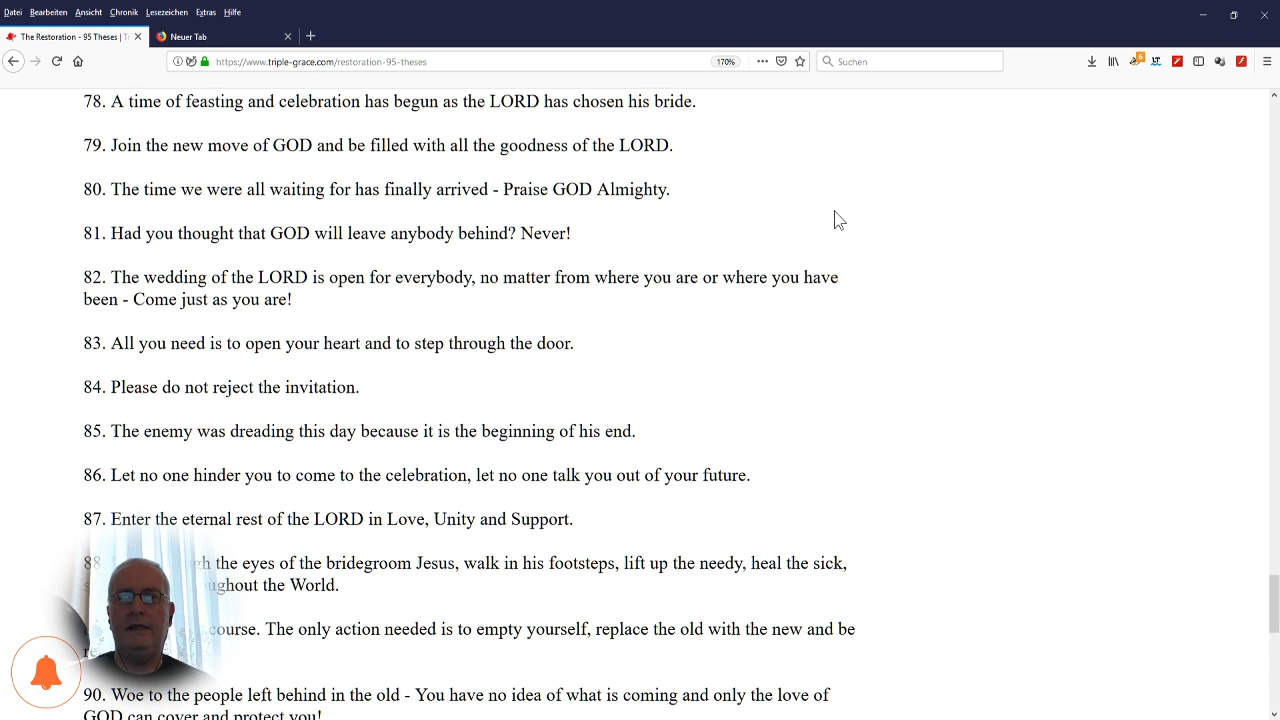 Datei Bearbeiten Ansicht Chronik Lesezeichen Extras Hilfe
The Restoration - 95 Theses | Tr
Neuer Tab
https://www.triple-grace.com/restoration-95-theses
170%
Suchen
6
78. A time of feasting and celebration has begun as the LORD has chosen his bride.
79. Join the new move of GOD and be filled with all the goodness of the LORD.
80. The time we were all waiting for has finally arrived - Praise GOD Almighty.
81. Had you thought that GOD will leave anybody behind? Never!
82. The wedding of the LORD is open for everybody, no matter from where you are or where you have
been - Come just as you are!
83. All you need is to open your heart and to step through the door.
84. Please do not reject the invitation.
85. The enemy was dreading this day because it is the beginning of his end.
86. Let no one hinder you to come to the celebration, let no one talk you out of your future.
87. Enter the eternal rest of the LORD in Love, Unity and Support.
88 the eyes of the bridegroom Jesus, walk in his footsteps, lift up the needy, heal the sick,
the World.
course. The only action needed is to empty yourself, replace the old with the new and be
90. Woe to the people left behind in the old - You have no idea of what is coming and only the love of
GOD can cover and protect you!